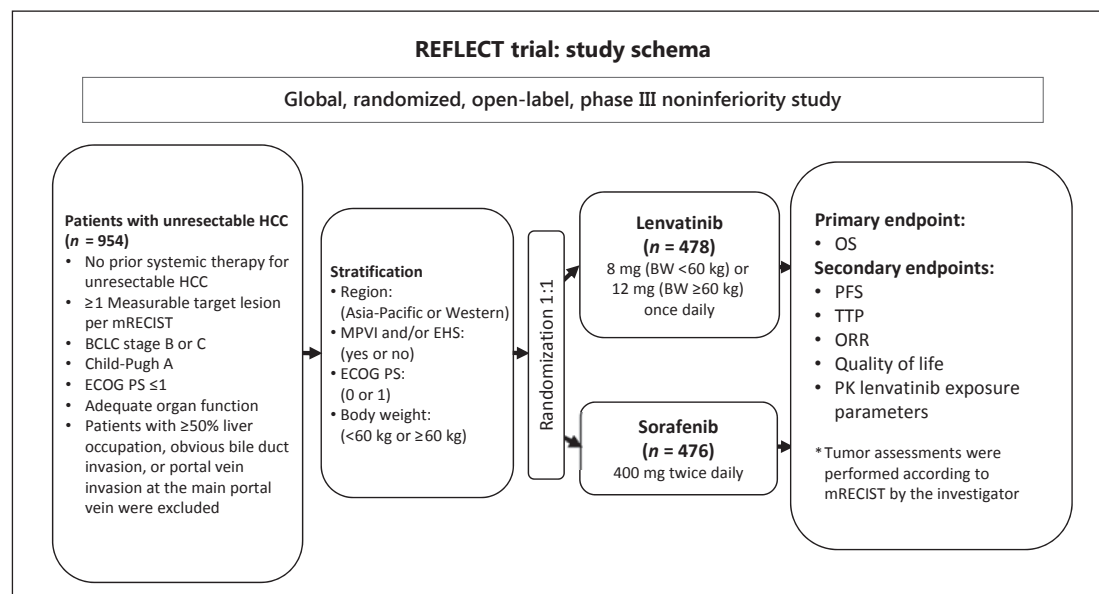 REFLECT trial: study schema
Global, randomized, open-label, phase III noninferiority study
Patients with unresectable HCC
(n = 954)
• No prior systemic therapy for
unresectable HCC
• ≥1 Measurable target lesion
per mRECIST
• BCLC stage B or C
• Child-Pugh A
• ECOG PS ≤1
• Adequate organ function
• Patients with ≥50% liver
occupation, obvious bile duct
invasion, or portal vein
invasion at the main portal
vein were excluded
Stratification
• Region:
(Asia-Pacific or Western)
• MPVI and/or EHS:
(yes or no)
• ECOG PS:
(0 or 1)
• Body weight:
(<60 kg or ≥60 kg)
Randomization 1:1
Lenvatinib
(n = 478)
8 mg (BW <60 kg) or
12 mg (BW ≥60 kg)
once daily
Sorafenib
(n = 476)
400 mg twice daily
Primary endpoint:
• OS
Secondary endpoints:
• PFS
• TTP
• ORR
• Quality of life
• PK lenvatinib exposure
parameters
* Tumor assessments were
performed according to
mRECIST by the investigator